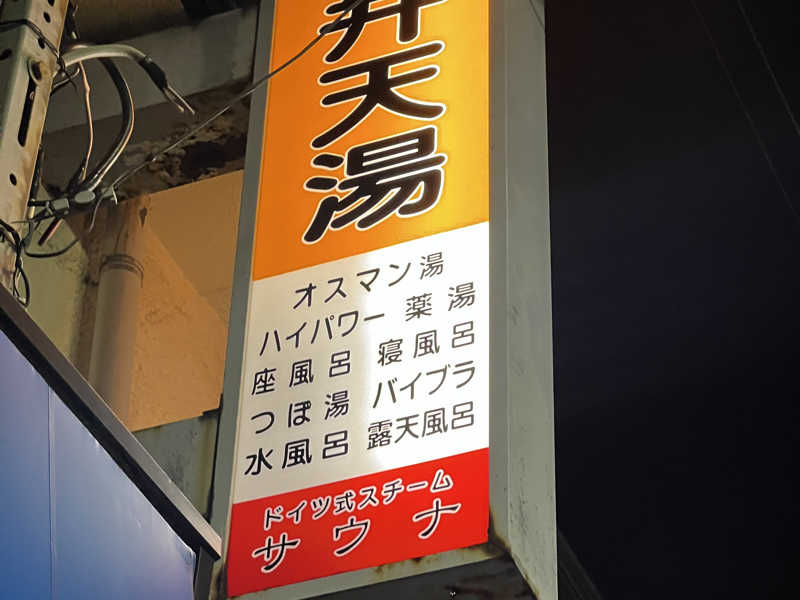 弁天湯
オスマン湯
ハイパワー 薬湯
座風呂 寝風呂
つぼ湯 バイブラ
水風呂 露天風呂
ドイツ式スチーム
サウナ